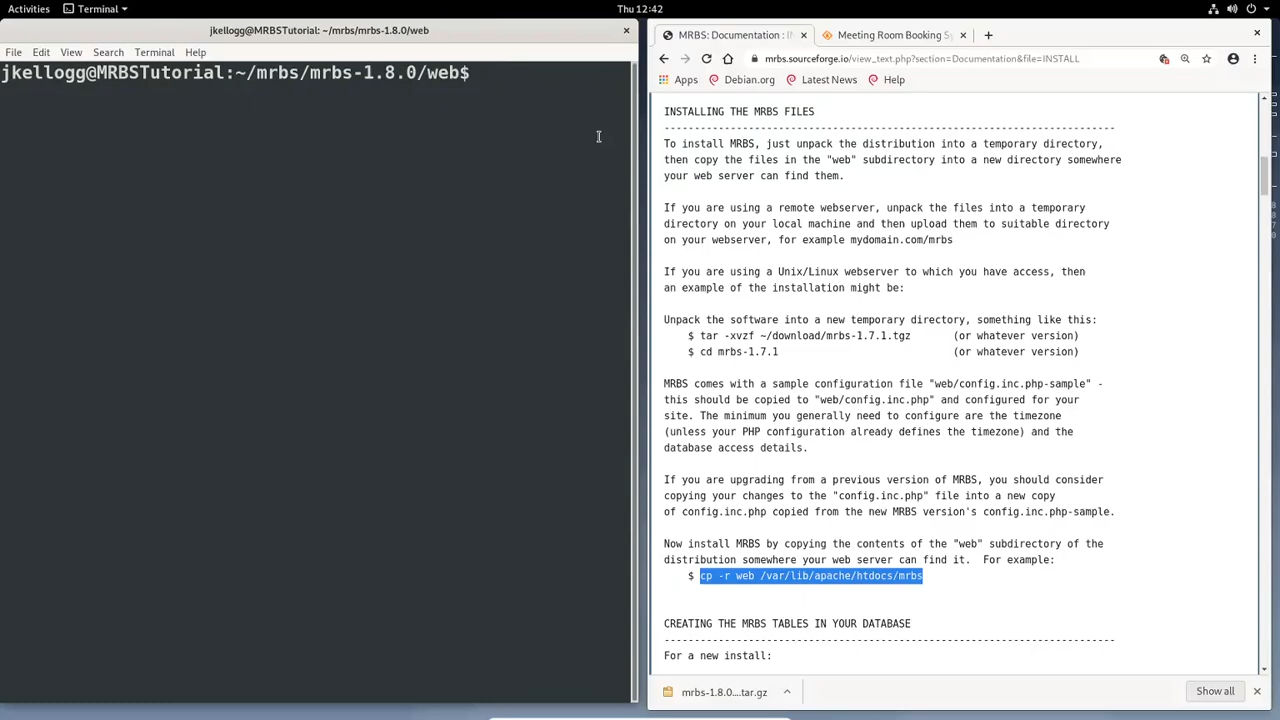 Activities
Terminal
Thu 12:42
jkellogg@MRBSTutorial: ~/mrbs/mrbs-1.8.0/web
File Edit View Search Terminal Help
jkellogg@MRBSTutorial:~/mrbs/mrbs-1.8.0/web$
MRBS: Documentation : I
Meeting Room Booking Sy
mrbs.sourceforge.io/view_text.php?section=Documentation&file=INSTALL
Apps Debian.org Latest News Help
INSTALLING THE MRBS FILES
---------------------------------------------------------------------------
To install MRBS, just unpack the distribution into a temporary directory,
then copy the files in the "web" subdirectory into a new directory somewhere
your web server can find them.
If you are using a remote webserver, unpack the files into a temporary
directory on your local machine and then upload them to suitable directory
on your webserver, for example mydomain.com/mrbs
If you are using a Unix/Linux webserver to which you have access, then
an example of the installation might be:
Unpack the software into a new temporary directory, something like this:
$ tar -xvzf ~/download/mrbs-1.7.1.tgz (or whatever version)
$ cd mrbs-1.7.1 (or whatever version)
MRBS comes with a sample configuration file "web/config.inc.php-sample" -
this should be copied to "web/config.inc.php" and configured for your
site. The minimum you generally need to configure are the timezone
(unless your PHP configuration already defines the timezone) and the
database access details.
If you are upgrading from a previous version of MRBS, you should consider
copying your changes to the "config.inc.php" file into a new copy
of config.inc.php copied from the new MRBS version's config.inc.php-sample.
Now install MRBS by copying the contents of the "web" subdirectory of the
distribution somewhere your web server can find it. For example:
$ cp -r web /var/lib/apache/htdocs/mrbs
CREATING THE MRBS TABLES IN YOUR DATABASE
---------------------------------------------------------------------------
For a new install:
mrbs-1.8.0....tar.gz
Show all